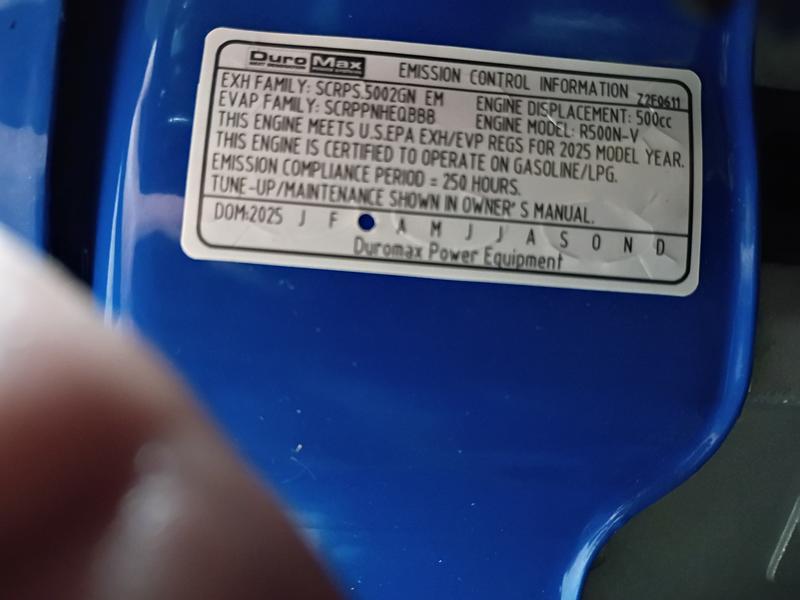 DuroMax EMISSION CONTROL INFORMATION Z2F0611
EXH FAMILY: SCRPS.5002GN EM ENGINE DISPLACEMENT: 500cc
EVAP FAMILY: SCRPPNHEQBBB ENGINE MODEL: R500N-V
THIS ENGINE MEETS U.S.EPA EXH/EVP REGS FOR 2025 MODEL YEAR.
THIS ENGINE IS CERTIFIED TO OPERATE ON GASOLINE/LPG.
EMISSION COMPLIANCE PERIOD = 250 HOURS.
TUNE-UP/MAINTENANCE SHOWN IN OWNER'S MANUAL.
DOM:2025 J F A M J J A S O N D
Duromax Power Equipment